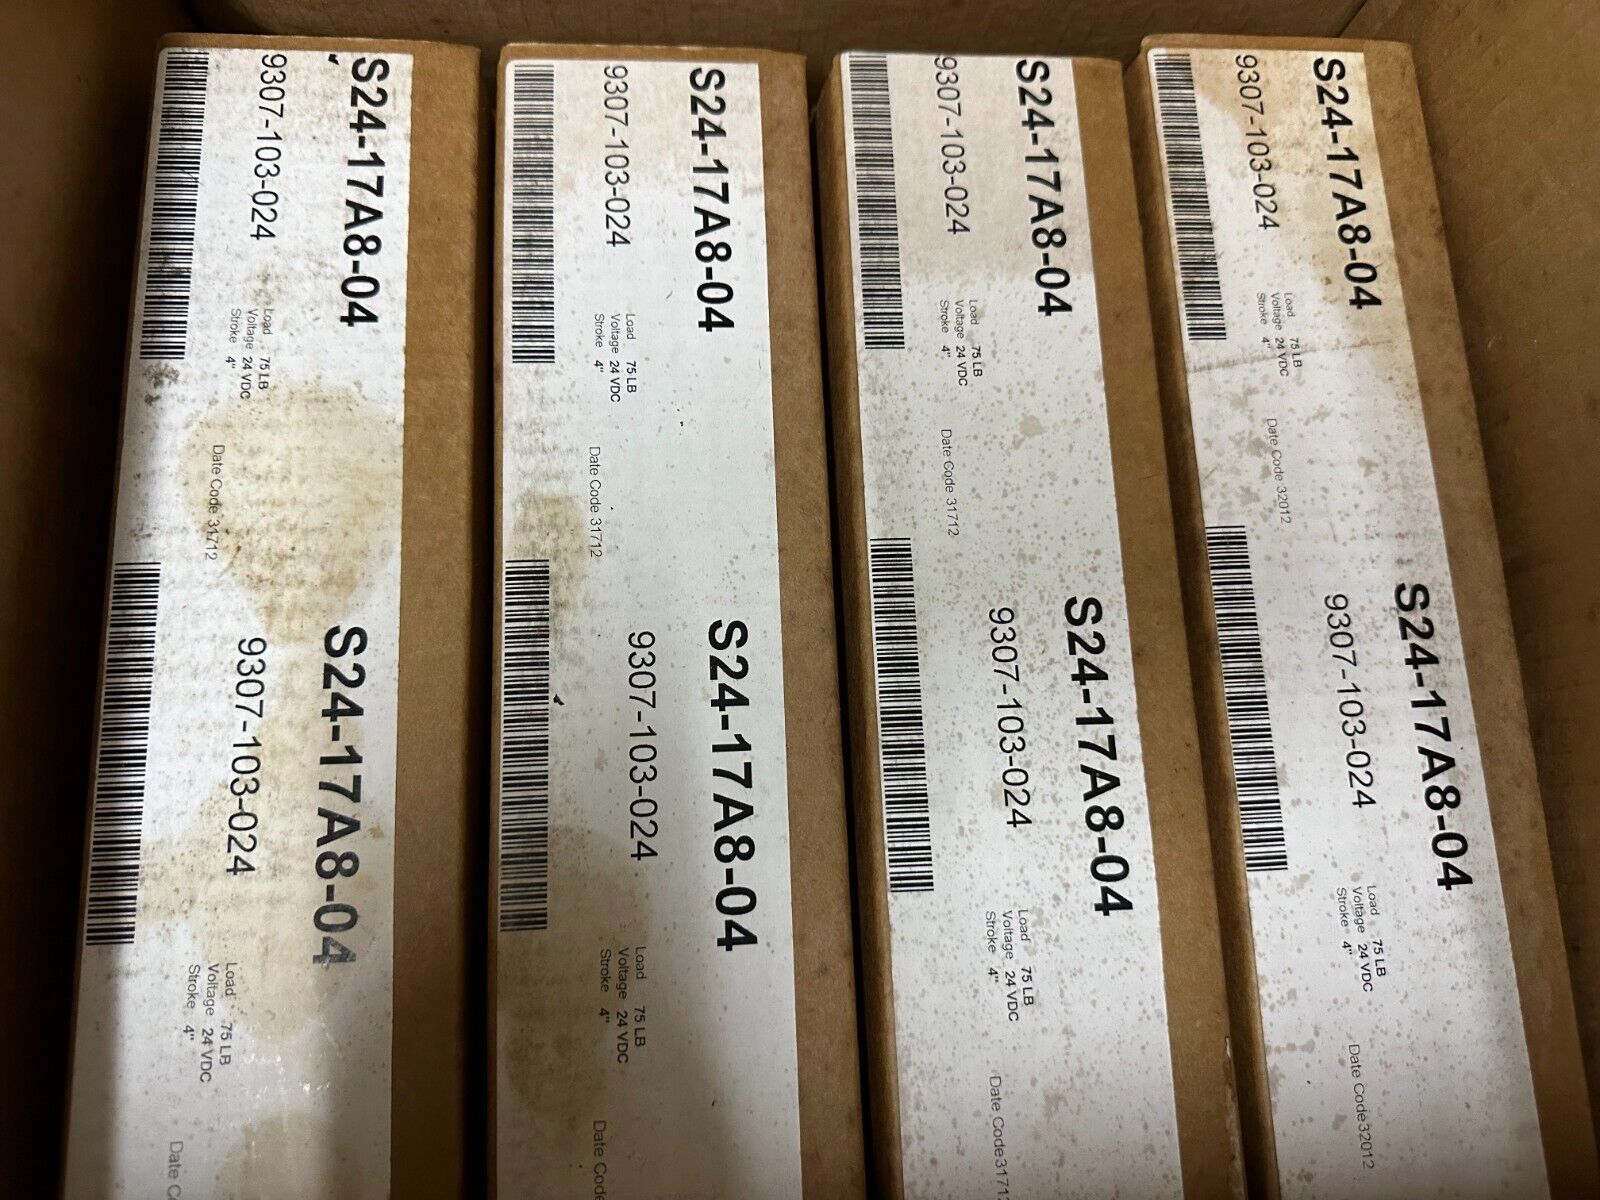 S24-17A8-04
9307-103-024
Load 75 LB
Voltage 24 VDC
Stroke 4"
Date Code 31712
S24-17A8-04
9307-103-024
Load 75 LB
Voltage 24 VDC
Stroke 4"
S24-17A8-04
9307-103-024
Load 75 LB
Voltage 24 VDC
Stroke 4"
Date Code 31712
S24-17A8-04
9307-103-024
Load 75 LB
Voltage 24 VDC
Stroke 4"
Date Code
S24-17A8-04
9307-103-024
Load 75 LB
Voltage 24 VDC
Stroke 4"
Date Code 31712
S24-17A8-04
9307-103-024
Load 75 LB
Voltage 24 VDC
Stroke 4"
Date Code
S24-17A8-04
9307-103-024
Load 75 LB
Voltage 24 VDC
Stroke 4"
Date Code 32012
S24-17A8-04
9307-103-024
Load 75 LB
Voltage 24 VDC
Stroke 4"
Date Code32012